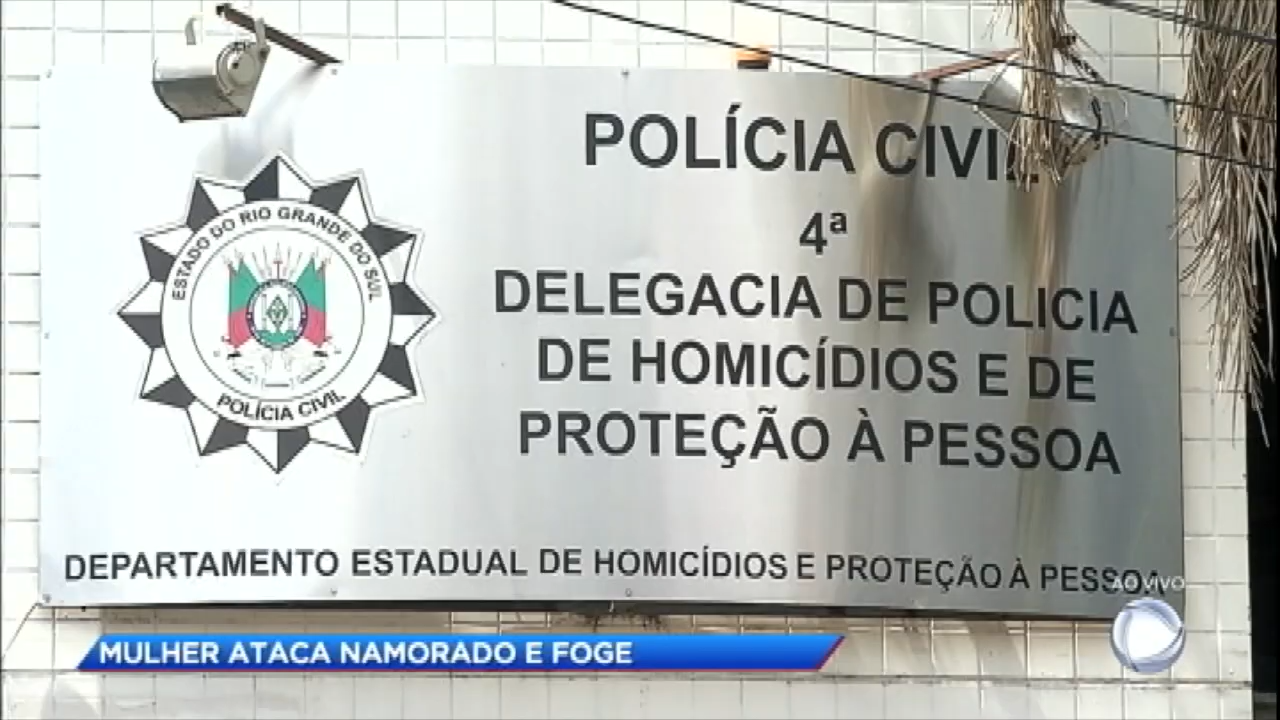 POLÍCIA CIVIL
4ª
DELEGACIA DE POLICIA
DE HOMICÍDIOS E DE
PROTEÇÃO À PESSOA
ESTADO DO RIO GRANDE DO SUL
POLÍCIA CIVIL
DEPARTAMENTO ESTADUAL DE HOMICÍDIOS E PROTEÇÃO À PESSOA
AO VIVO
MULHER ATACA NAMORADO E FOGE